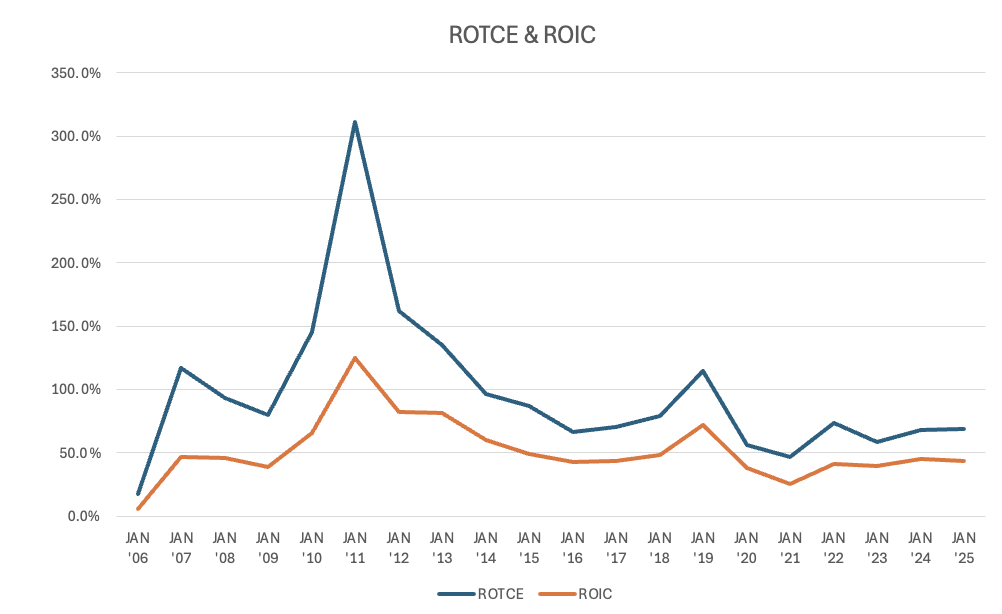 ROTCE & ROIC
350.0%
300.0%
250.0%
200.0%
150.0%
100.0%
50.0%
0.0%
JAN JAN JAN JAN JAN JAN JAN JAN JAN JAN JAN JAN JAN JAN JAN JAN JAN JAN JAN JAN
'06 '07 '08 '09 '10 '11 '12 '13 '14 '15 '16 '17 '18 '19 '20 '21 '22 '23 '24 '25
ROTCE ROIC